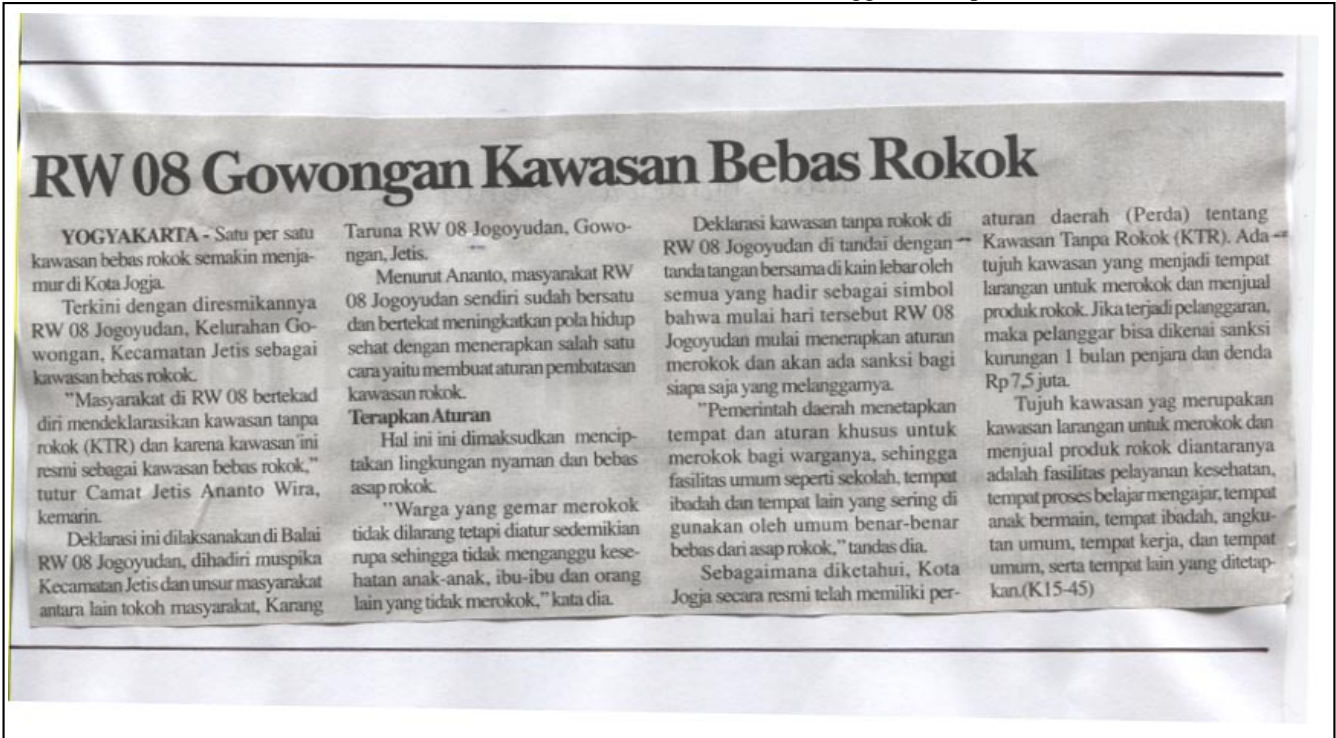 RW 08 Gowongan Kawasan Bebas Rokok
YOGYAKARTA - Satu per satu
kawasan bebas rokok semakin menja-
mur di Kota Jogja.
Terkini dengan diresmikannya
RW 08 Jogoyudan, Kelurahan Go-
wongan, Kecamatan Jetis sebagai
kawasan bebas rokok.
"Masyarakat di RW 08 bertekad
diri mendeklarasikan kawasan tanpa
rokok (KTR) dan karena kawasan ini
resmi sebagai kawasan bebas rokok,"
tutur Camat Jetis Ananto Wira,
kemarin.
Deklarasi ini dilaksanakan di Balai
RW 08 Jogoyudan, dihadiri muspika
Kecamatan Jetis dan unsur masyarakat
antara lain tokoh masyarakat, Karang
Taruna RW 08 Jogoyudan, Gowo-
ngan, Jetis.
Menurut Ananto, masyarakat RW
08 Jogoyudan sendiri sudah bersatu
dan bertekat meningkatkan pola hidup
sehat dengan menerapkan salah satu
cara yaitu membuat aturan pembatasan
kawasan rokok.
Terapkan Aturan
Hal ini ini dimaksudkan mencip-
takan lingkungan nyaman dan bebas
asap rokok.
"Warga yang gemar merokok
tidak dilarang tetapi diatur sedemikian
rupa sehingga tidak menganggu kese-
hatan anak-anak, ibu-ibu dan orang
lain yang tidak merokok," kata dia.
Deklarasi kawasan tanpa rokok di
RW 08 Jogoyudan di tandai dengan
tanda tangan bersama di kain lebar oleh
semua yang hadir sebagai simbol
bahwa mulai hari tersebut RW 08
Jogoyudan mulai menerapkan aturan
merokok dan akan ada sanksi bagi
siapa saja yang melanggarnya.
"Pemerintah daerah menetapkan
tempat dan aturan khusus untuk
merokok bagi warganya, sehingga
fasilitas umum seperti sekolah, tempat
ibadah dan tempat lain yang sering di
gunakan oleh umum benar-benar
bebas dari asap rokok," tandas dia.
Sebagaimana diketahui, Kota
Jogja secara resmi telah memiliki per-
aturan daerah (Perda) tentang
Kawasan Tanpa Rokok (KTR). Ada
tujuh kawasan yang menjadi tempat
larangan untuk merokok dan menjual
produk rokok. Jika terjadi pelanggaran,
maka pelanggar bisa dikenai sanksi
kurungan 1 bulan penjara dan denda
Rp 7,5 juta.
Tujuh kawasan yag merupakan
kawasan larangan untuk merokok dan
menjual produk rokok diantaranya
adalah fasilitas pelayanan kesehatan,
tempat proses belajar mengajar, tempat
anak bermain, tempat ibadah, angku-
tan umum, tempat kerja, dan tempat
umum, serta tempat lain yang ditetap-
kan.(K15-45)